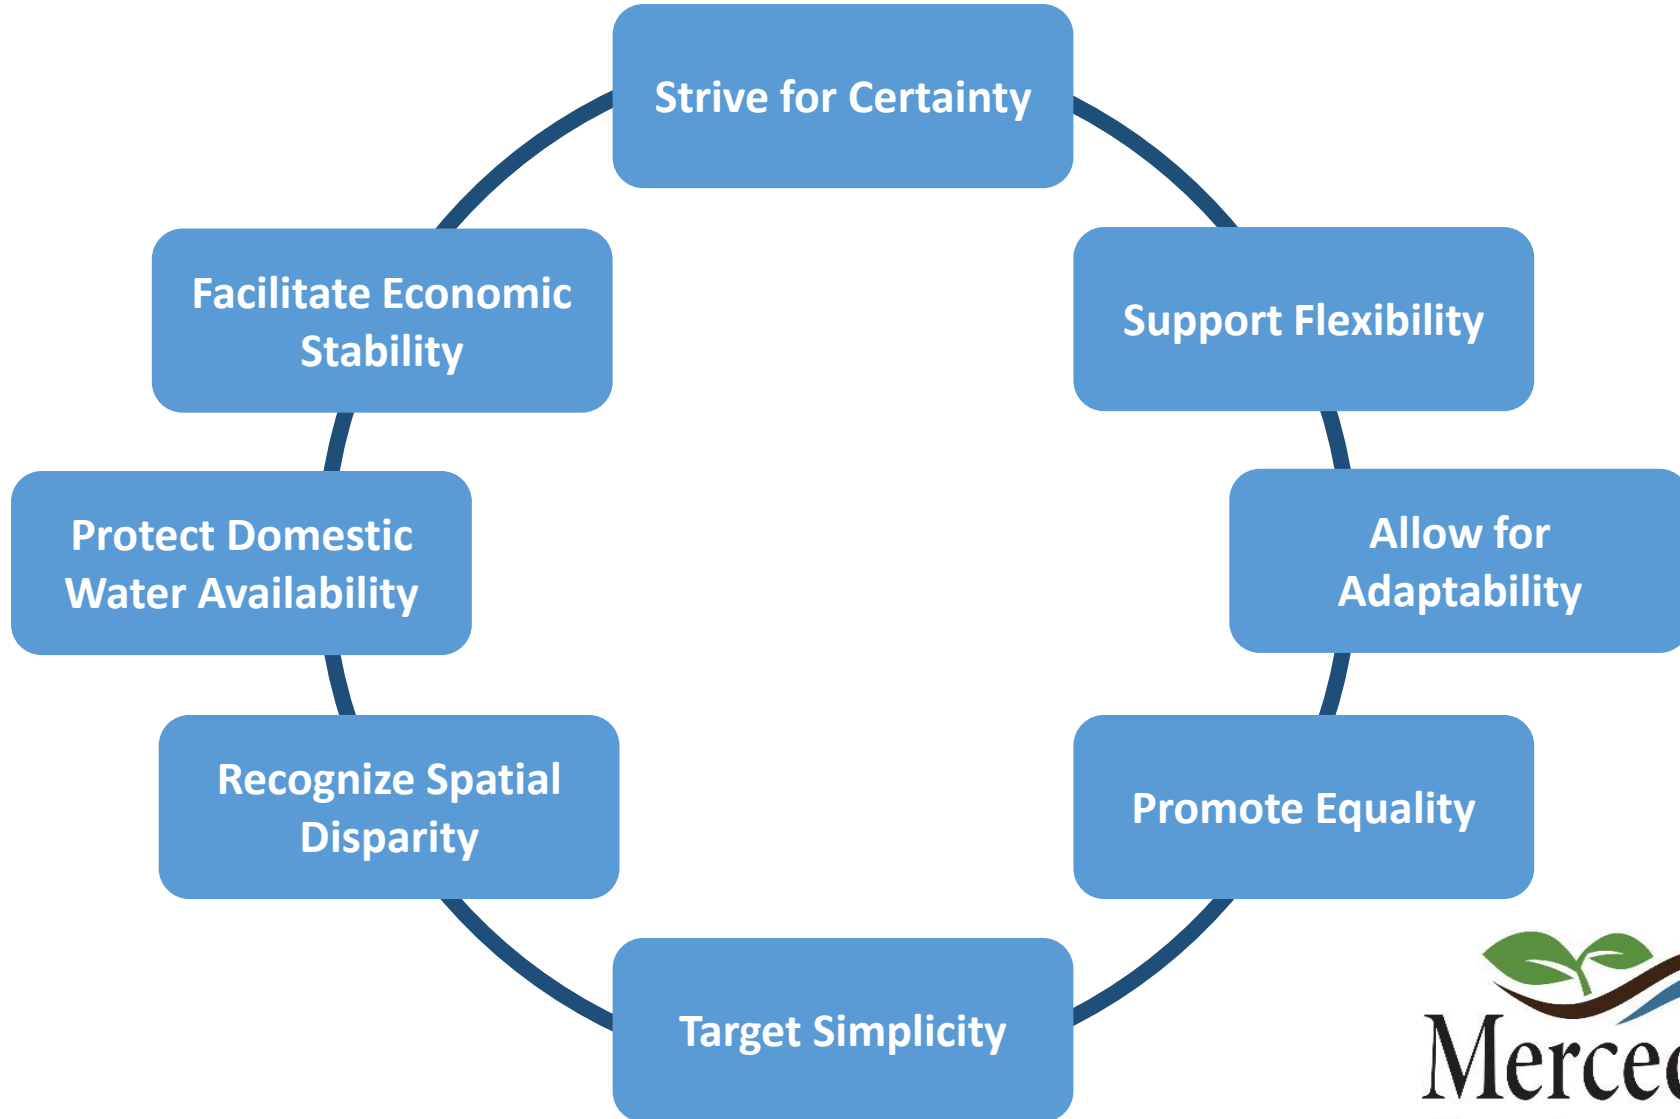 Strive for Certainty
Support Flexibility
Allow for
Adaptability
Promote Equality
Target Simplicity
Recognize Spatial
Disparity
Protect Domestic
Water Availability
Facilitate Economic
Stability
Merced